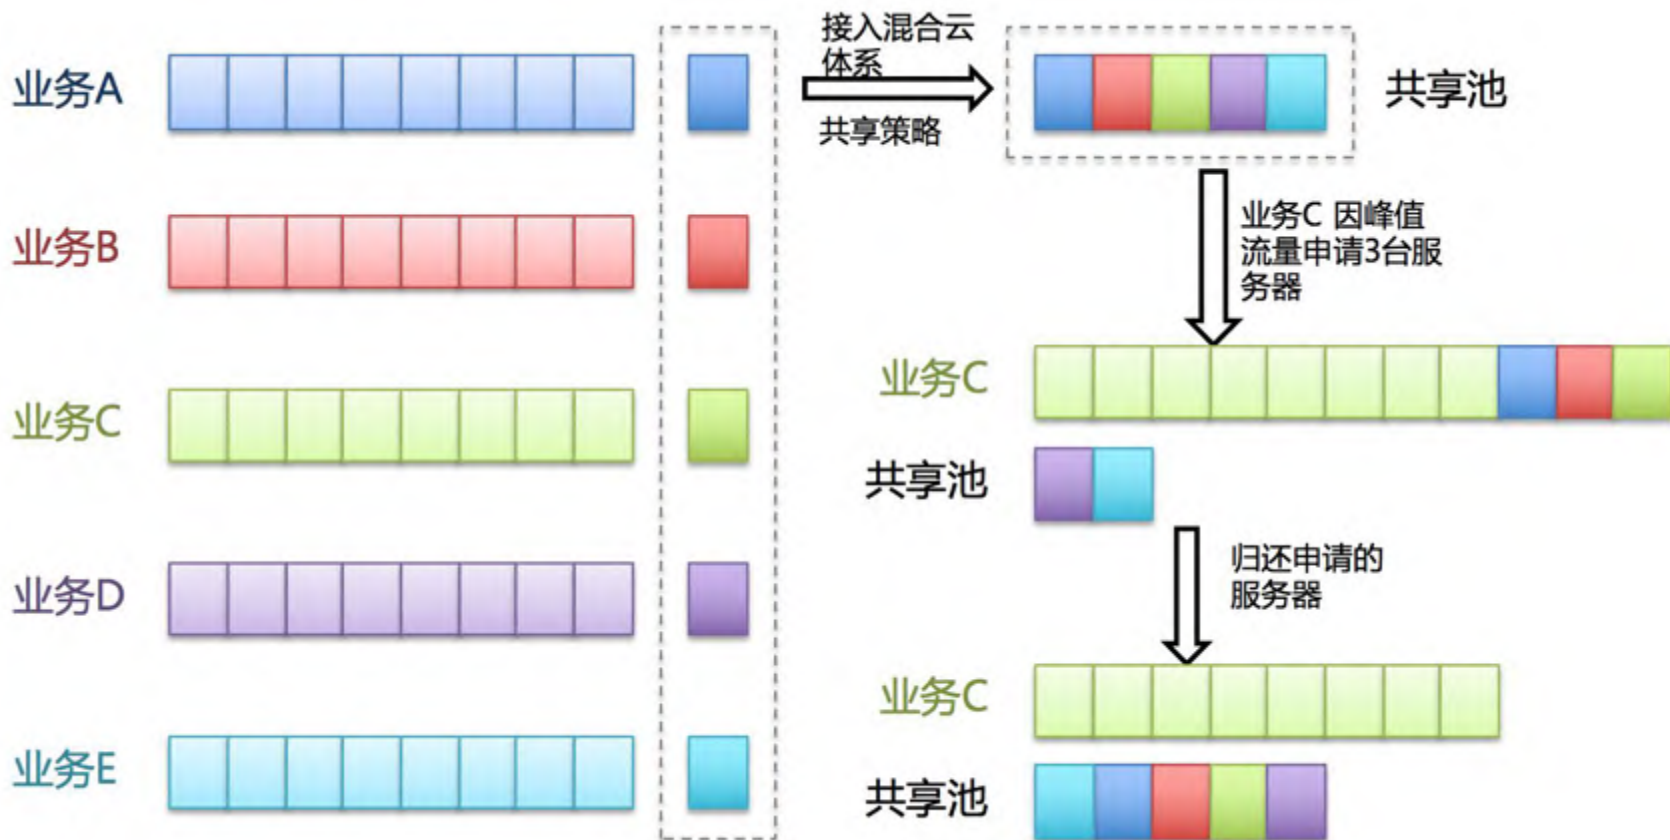 业务A
业务B
业务C
业务D
业务E
接入混合云
体系
共享策略
共享池
业务C 因峰值
流量申请3台服
务器
业务C
共享池
归还申请的
服务器
业务C
共享池